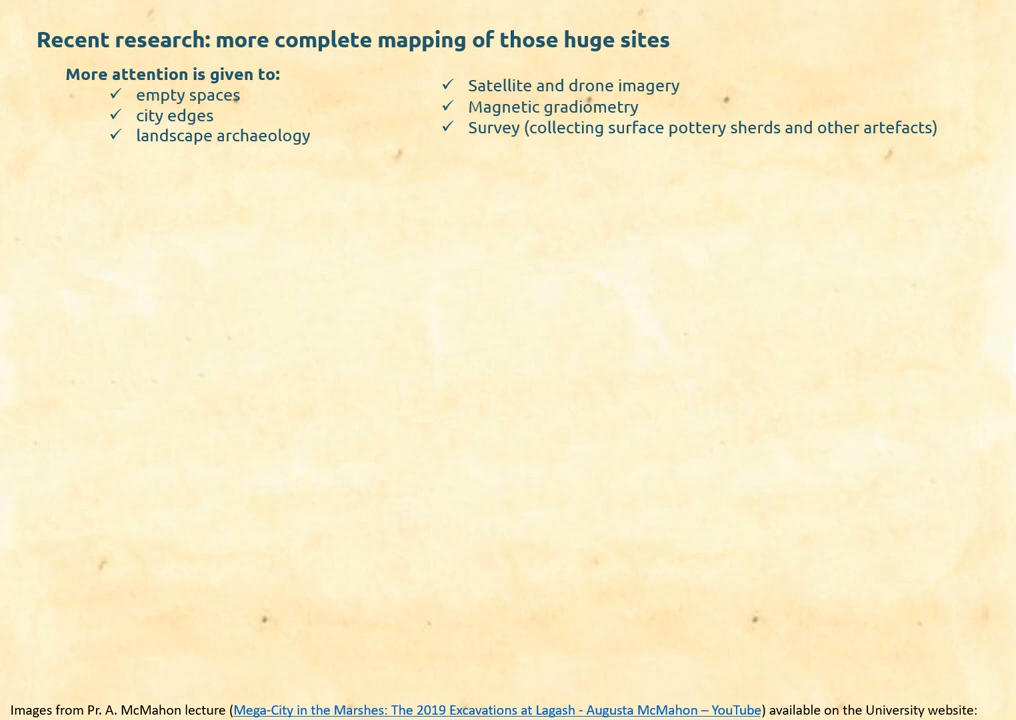 Recent research: more complete mapping of those huge sites
More attention is given to:
✓ empty spaces
✓ city edges
✓ landscape archaeology
✓ Satellite and drone imagery
✓ Magnetic gradiometry
✓ Survey (collecting surface pottery sherds and other artefacts)
Images from Pr. A. McMahon lecture (Mega-City in the Marshes: The 2019 Excavations at Lagash - Augusta McMahon – YouTube) available on the University website: